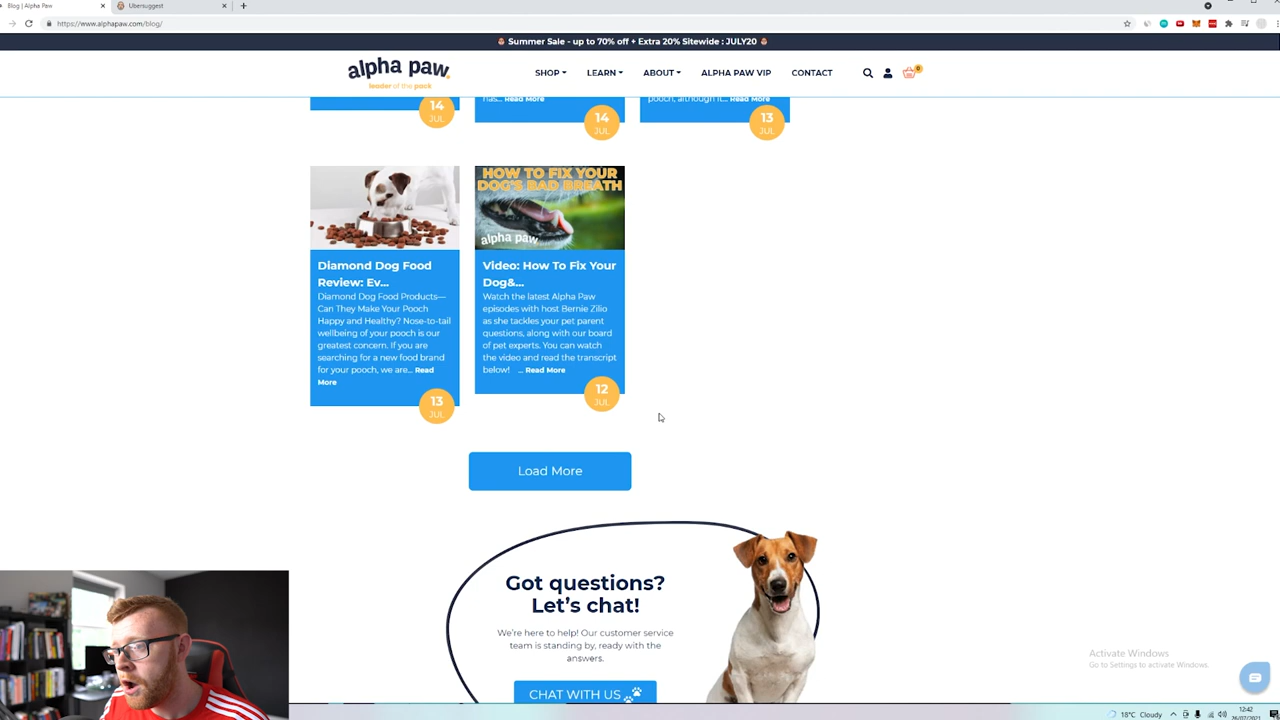 Blog | Alpha Paw
Ubersuggest
https://www.alphapaw.com/blog/
Summer Sale - up to 70% off + Extra 20% Sitewide : JULY20
alpha paw.
leader of the pack
SHOP
LEARN
ABOUT
ALPHA PAW VIP
CONTACT
0
has... Read More
pooch, although it... Read More
14
JUL
14
JUL
13
JUL
HOW TO FIX YOUR
DOG'S BAD BREATH
alpha paw.
Diamond Dog Food
Review: Ev...
Diamond Dog Food Products—
Can They Make Your Pooch
Happy and Healthy? Nose-to-tail
wellbeing of your pooch is our
greatest concern. If you are
searching for a new food brand
for your pooch, we are... Read
More
13
JUL
Video: How To Fix Your
Dog&...
Watch the latest Alpha Paw
episodes with host Bernie Zilio
as she tackles your pet parent
questions, along with our board
of pet experts. You can watch
the video and read the transcript
below! ... Read More
12
JUL
Load More
Got questions?
Let's chat!
We're here to help! Our customer service
team is standing by, ready with the
answers.
CHAT WITH US
Activate Windows
Go to Settings to activate Windows.
18°C Cloudy
12:42
26/07/2021